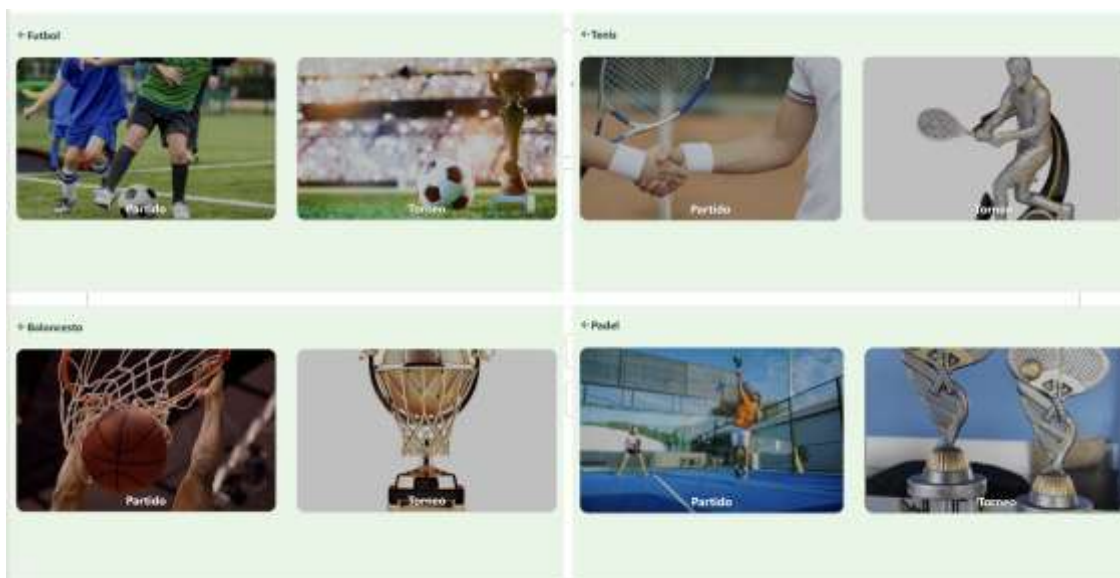 ← Futbol
Partido
Torneo
← Tenis
Partido
Torneo
← Baloncesto
Partido
Torneo
← Padel
Partido
Torneo